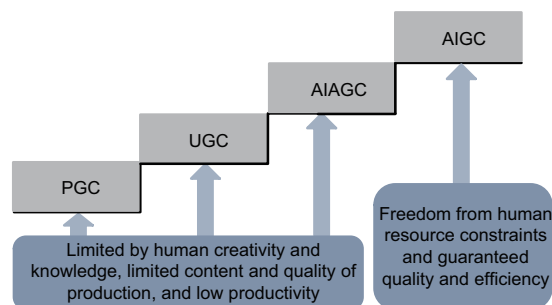 AIGC
AIAGC
UGC
PGC
Limited by human creativity and
knowledge, limited content and quality of
production, and low productivity
Freedom from human
resource constraints
and guaranteed
quality and efficiency